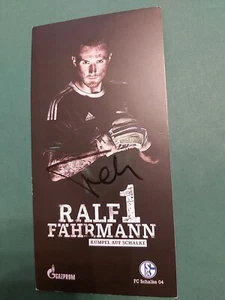 RALF 1
FÄHRMANN
KUMPEL AUF SCHALKE
GAZPROM
FC Schalke 04